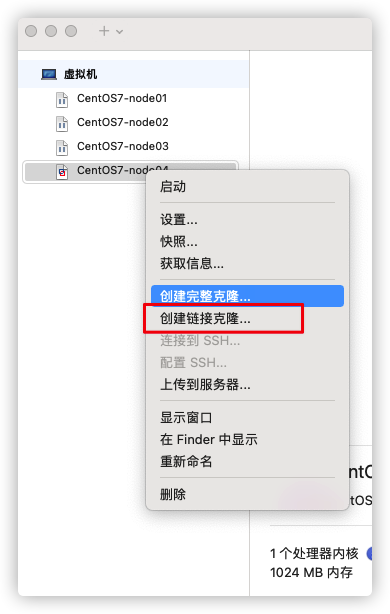 虚拟机
CentOS7-node01
CentOS7-node02
CentOS7-node03
CentOS7-node04
启动
设置...
快照...
获取信息...
创建完整克隆...
创建链接克隆...
连接到 SSH...
配置 SSH...
上传到服务器...
显示窗口
在 Finder 中显示
重新命名
删除
1 个处理器内核
1024 MB 内存